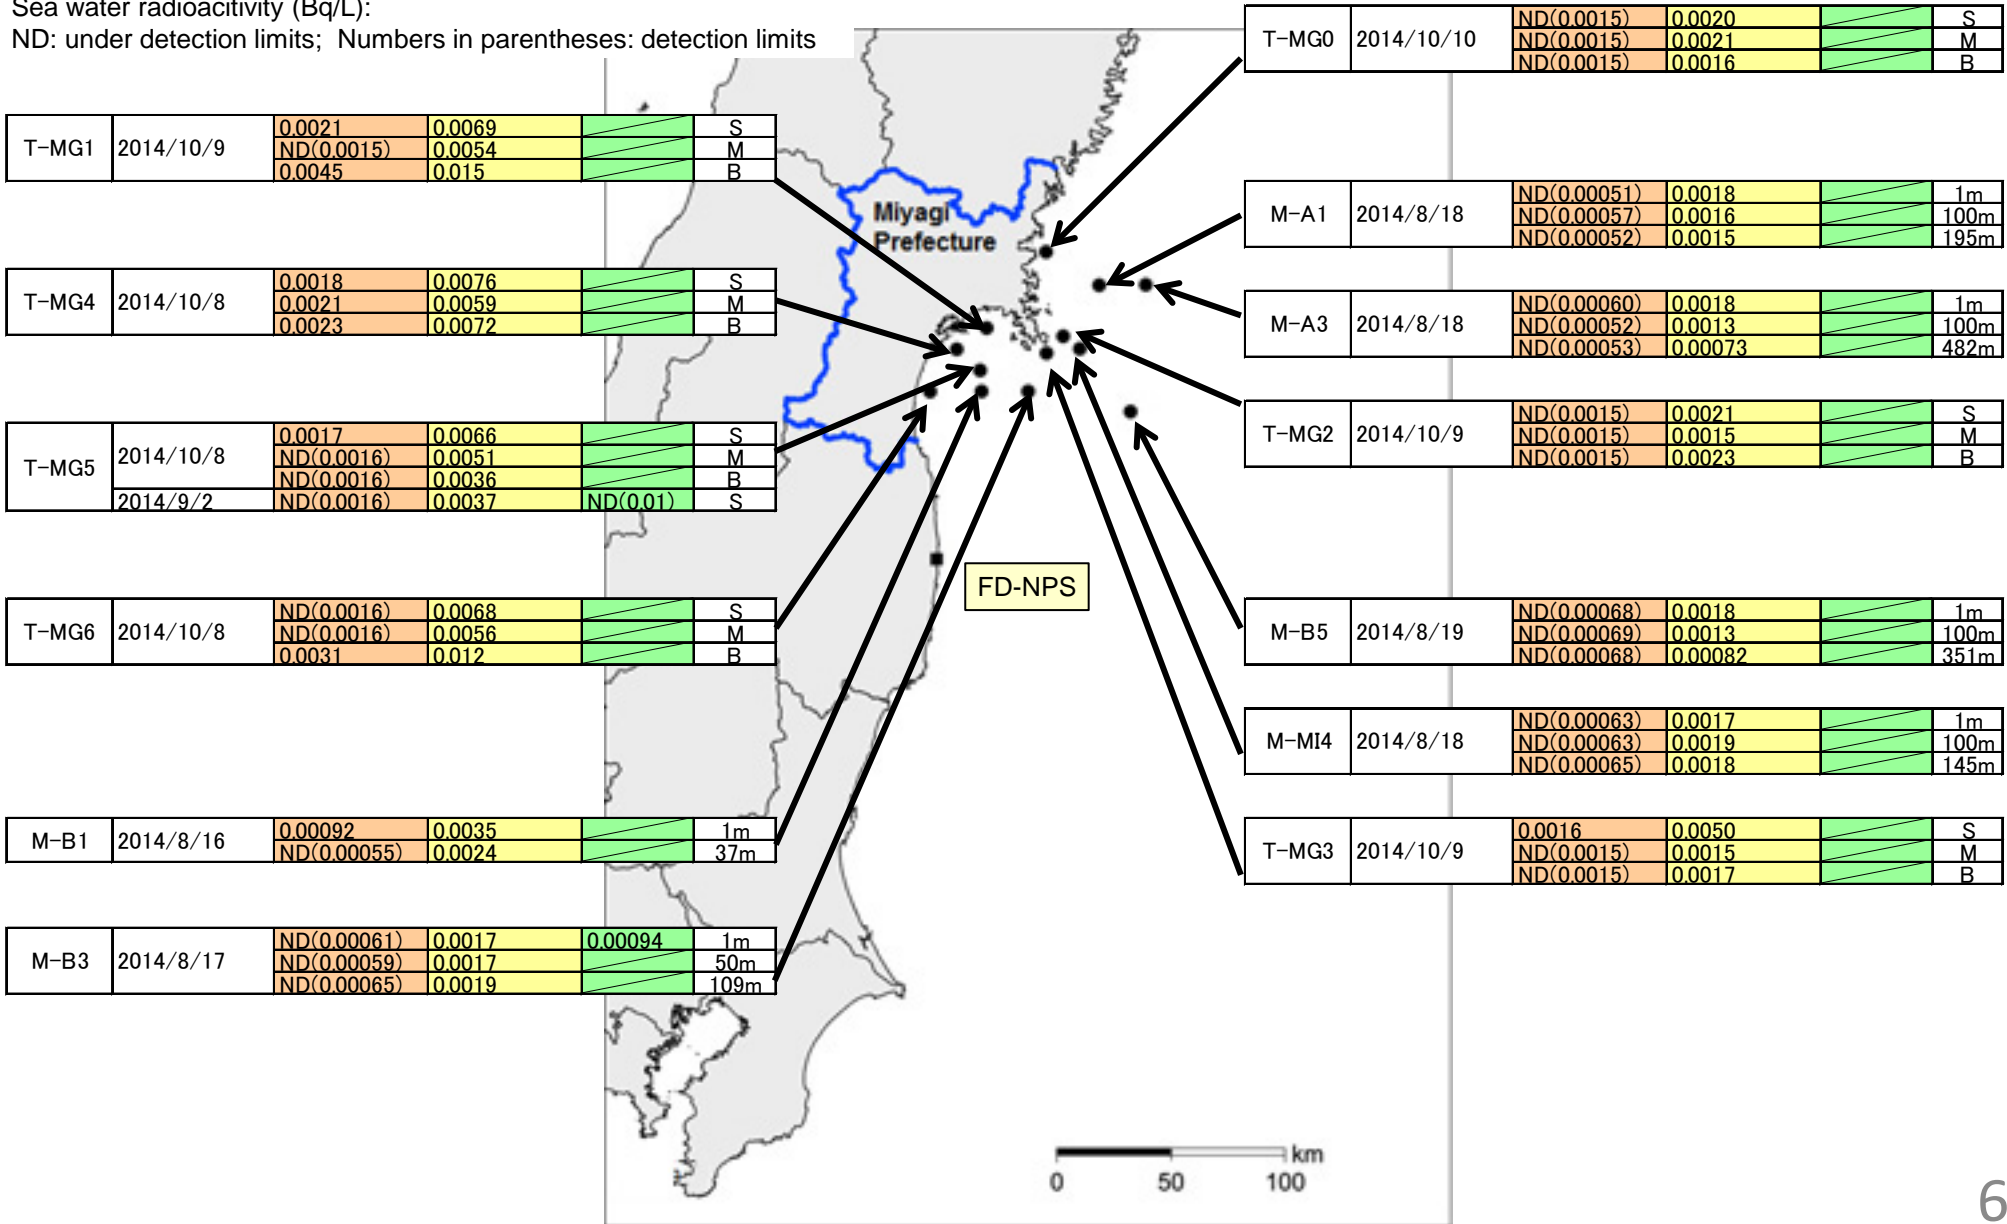 Sea water radioacitivity (Bq/L):
ND: under detection limits; Numbers in parentheses: detection limits
T-MG1 2014/10/9 0.0021 0.0069 S
ND(0.0015) 0.0054 M
0.0045 0.015 B
T-MG4 2014/10/8 0.0018 0.0076 S
0.0021 0.0059 M
0.0023 0.0072 B
T-MG5 2014/10/8 0.0017 0.0066 S
ND(0.0016) 0.0051 M
ND(0.0016) 0.0036 B
2014/9/2 ND(0.0016) 0.0037 ND(0.01) S
T-MG6 2014/10/8 ND(0.0016) 0.0068 S
ND(0.0016) 0.0056 M
0.0031 0.012 B
M-B1 2014/8/16 0.00092 0.0035 1m
ND(0.00055) 0.0024 37m
M-B3 2014/8/17 ND(0.00061) 0.0017 0.00094 1m
ND(0.00059) 0.0017 50m
ND(0.00065) 0.0019 109m
Miyagi
Prefecture
FD-NPS
T-MG0 2014/10/10 ND(0.0015) 0.0020 S
ND(0.0015) 0.0021 M
ND(0.0015) 0.0016 B
M-A1 2014/8/18 ND(0.00051) 0.0018 1m
ND(0.00057) 0.0016 100m
ND(0.00052) 0.0015 195m
M-A3 2014/8/18 ND(0.00060) 0.0018 1m
ND(0.00052) 0.0013 100m
ND(0.00053) 0.00073 482m
T-MG2 2014/10/9 ND(0.0015) 0.0021 S
ND(0.0015) 0.0015 M
ND(0.0015) 0.0023 B
M-B5 2014/8/19 ND(0.00068) 0.0018 1m
ND(0.00069) 0.0013 100m
ND(0.00068) 0.00082 351m
M-MI4 2014/8/18 ND(0.00063) 0.0017 1m
ND(0.00063) 0.0019 100m
ND(0.00065) 0.0018 145m
T-MG3 2014/10/9 0.0016 0.0050 S
ND(0.0015) 0.0015 M
ND(0.0015) 0.0017 B
km
0 50 100
6